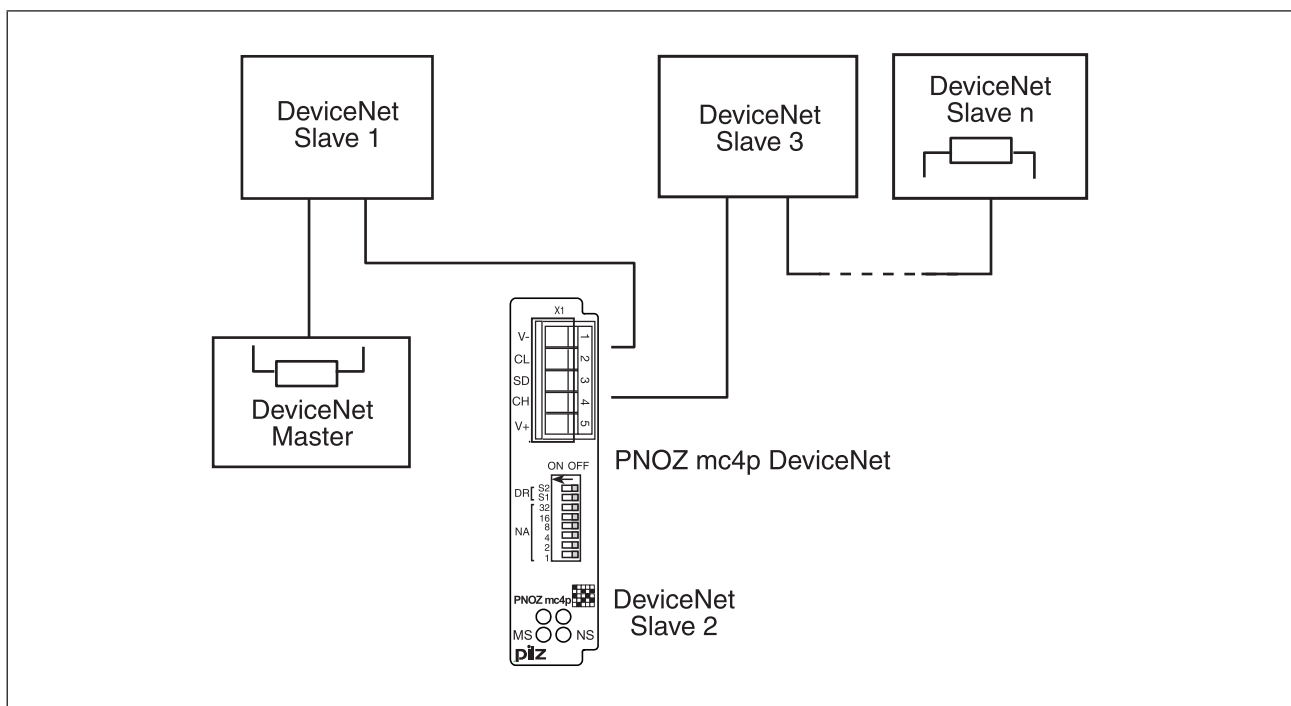 DeviceNet
Slave 1
DeviceNet
Slave 3
DeviceNet
Slave n
DeviceNet
Master
X1
V- 1
CL 2
SD 3
CH 4
V+ 5
PNOZ mc4p DeviceNet
ON OFF
DR S2
S1
NA 32
16
8
4
2
1
PNOZ mc4p
MS NS
pilz
DeviceNet
Slave 2